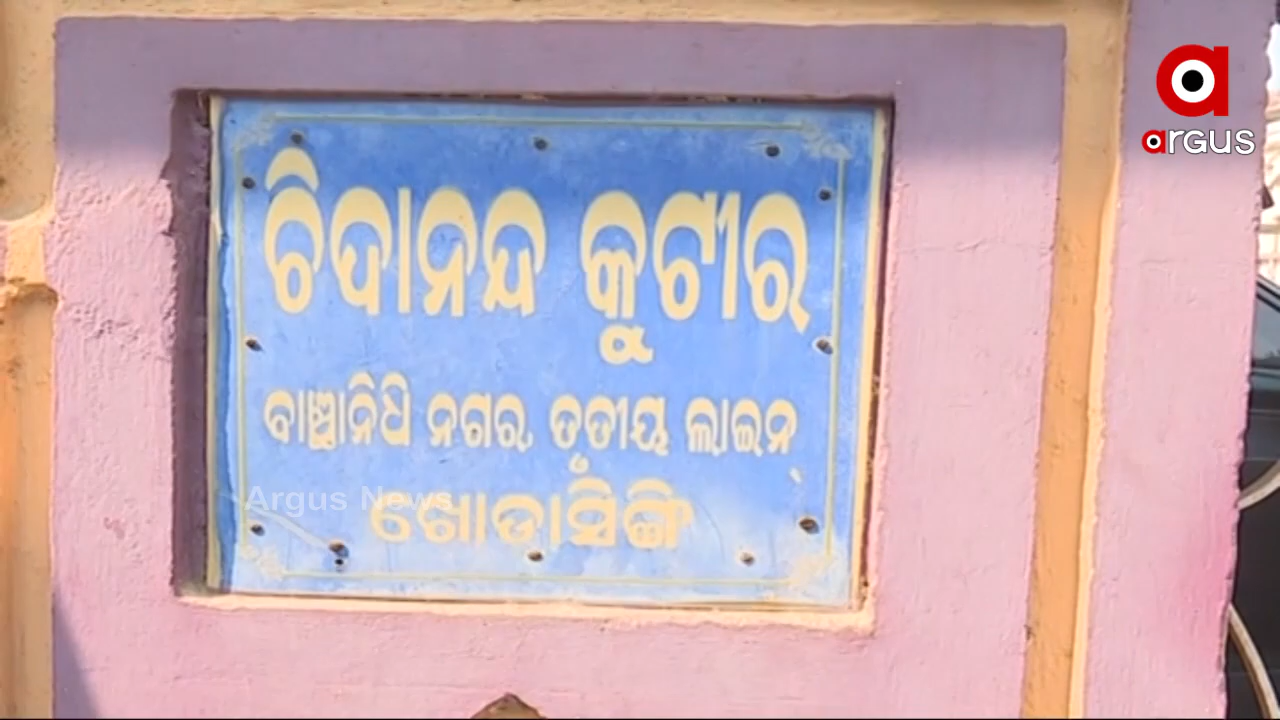 argus
ଚିଦାନନ୍ଦ କୁଟୀର
ବାଞ୍ଛାନିଧି ନଗର, ତୃତୀୟ ଲାଇନ୍
Argus News
ଖୋଡାସିଙ୍ଗି